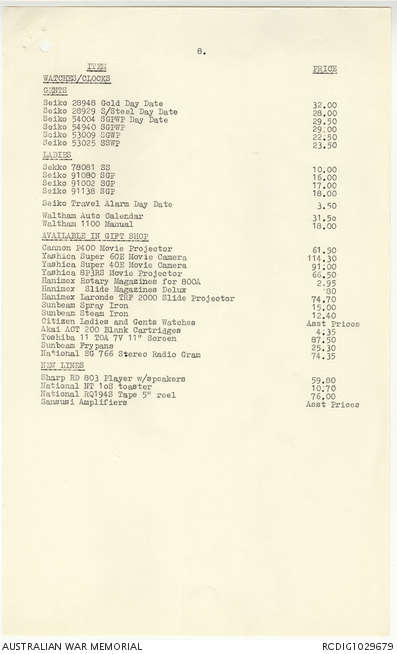 8.
ITEM PRICE
WATCHES/CLOCKS
GENTS
Seiko 28948 Gold Day Date 32.00
Seiko 28929 S/Steel Day Date 28.00
Seiko 54004 SGPWP Day Date 29.50
Seiko 54940 SGPWP 29.00
Seiko 53009 SGWP 22.50
Seiko 53025 SSWP 23.50
LADIES
Sekko 78081 SS 10.00
Seiko 91080 SGP 16.00
Seiko 91002 SGP 17.00
Seiko 91138 SGP 18.00
Seiko Travel Alarm Day Date 3.50
Waltham Auto Calendar 31.50
Waltham 1100 Manual 18.00
AVAILABLE IN GIFT SHOP
Cannon P400 Movie Projector 61.90
Yashica Super 60E Movie Camera 114.30
Yashica Super 40E Movie Camera 91.00
Yashica 8P3RS Movie Projector 66.50
Hanimex Rotary Magazines for 800A 2.95
Hanimex Slide Magazines Delux 80
Hanimex Laronde TRF 2000 Slide Projector 74.70
Sunbeam Spray Iron 15.00
Sunbeam Steam Iron 12.40
Citizen Ladies and Gents Watches Asst Prices
Akai ACT 200 Blank Cartridges 4.35
Toshiba 11 TOA 7V 11" Screen 87.50
Sunbeam Frypans 25.30
National SG 766 Stereo Radio Gram 74.35
NEW LINES
Sharp RD 803 Player w/speakers 59.80
National NT 1o8 toaster 10.70
National RQ194S Tape 5" reel 76.00
Sansusi Amplifiers Asst Prices
AUSTRALIAN WAR MEMORIAL RCDIG1029679